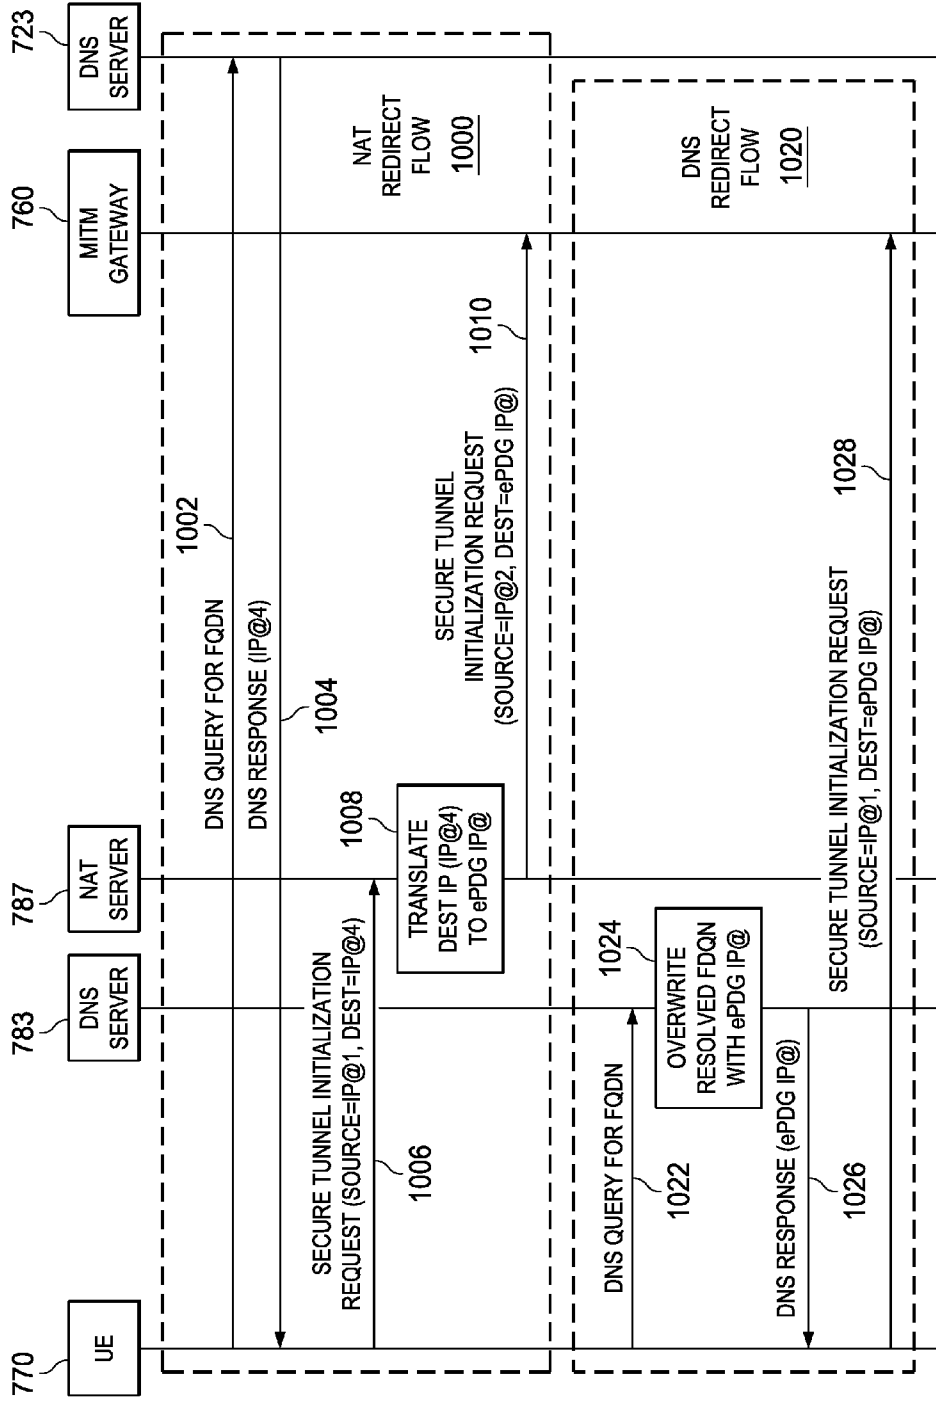 770
UE
783
DNS
SERVER
787
NAT
SERVER
760
MITM
GATEWAY
723
DNS
SERVER
DNS QUERY FOR FQDN
1002
DNS RESPONSE (IP@4)
1004
NAT
REDIRECT
FLOW
1000
SECURE TUNNEL INITIALIZATION
REQUEST (SOURCE=IP@1, DEST=IP@4)
1006
1008
TRANSLATE
DEST IP (IP@4)
TO ePDG IP@
SECURE TUNNEL
INITIALIZATION REQUEST
(SOURCE=IP@2, DEST=ePDG IP@)
1010
DNS
REDIRECT
FLOW
1020
DNS QUERY FOR FQDN
1022
1024
OVERWRITE
RESOLVED FDQN
WITH ePDG IP@
DNS RESPONSE (ePDG IP@)
1026
SECURE TUNNEL INITIALIZATION REQUEST
(SOURCE=IP@1, DEST=ePDG IP@)
1028